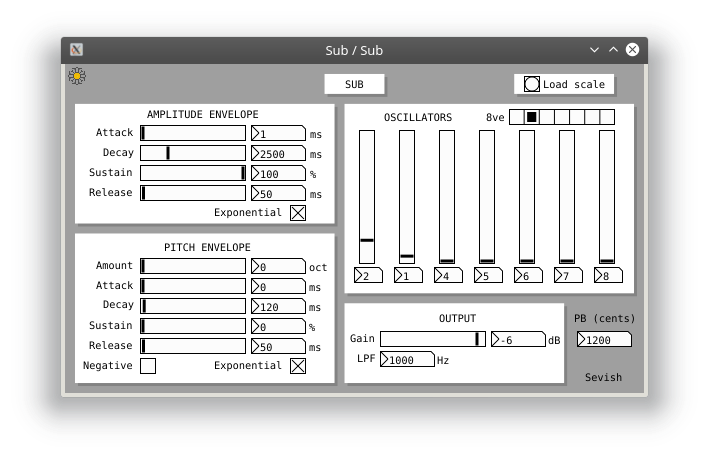 Sub / Sub
SUB
Load scale
AMPLITUDE ENVELOPE
Attack 1 ms
Decay 2500 ms
Sustain 100 %
Release 50 ms
Exponential
OSCILLATORS 8ve
2 1 4 5 6 7 8
PITCH ENVELOPE
Amount 0 oct
Attack 0 ms
Decay 120 ms
Sustain 0 %
Release 50 ms
Negative Exponential
OUTPUT
Gain -6 dB
LPF 1000 Hz
PB (cents)
1200
Sevish